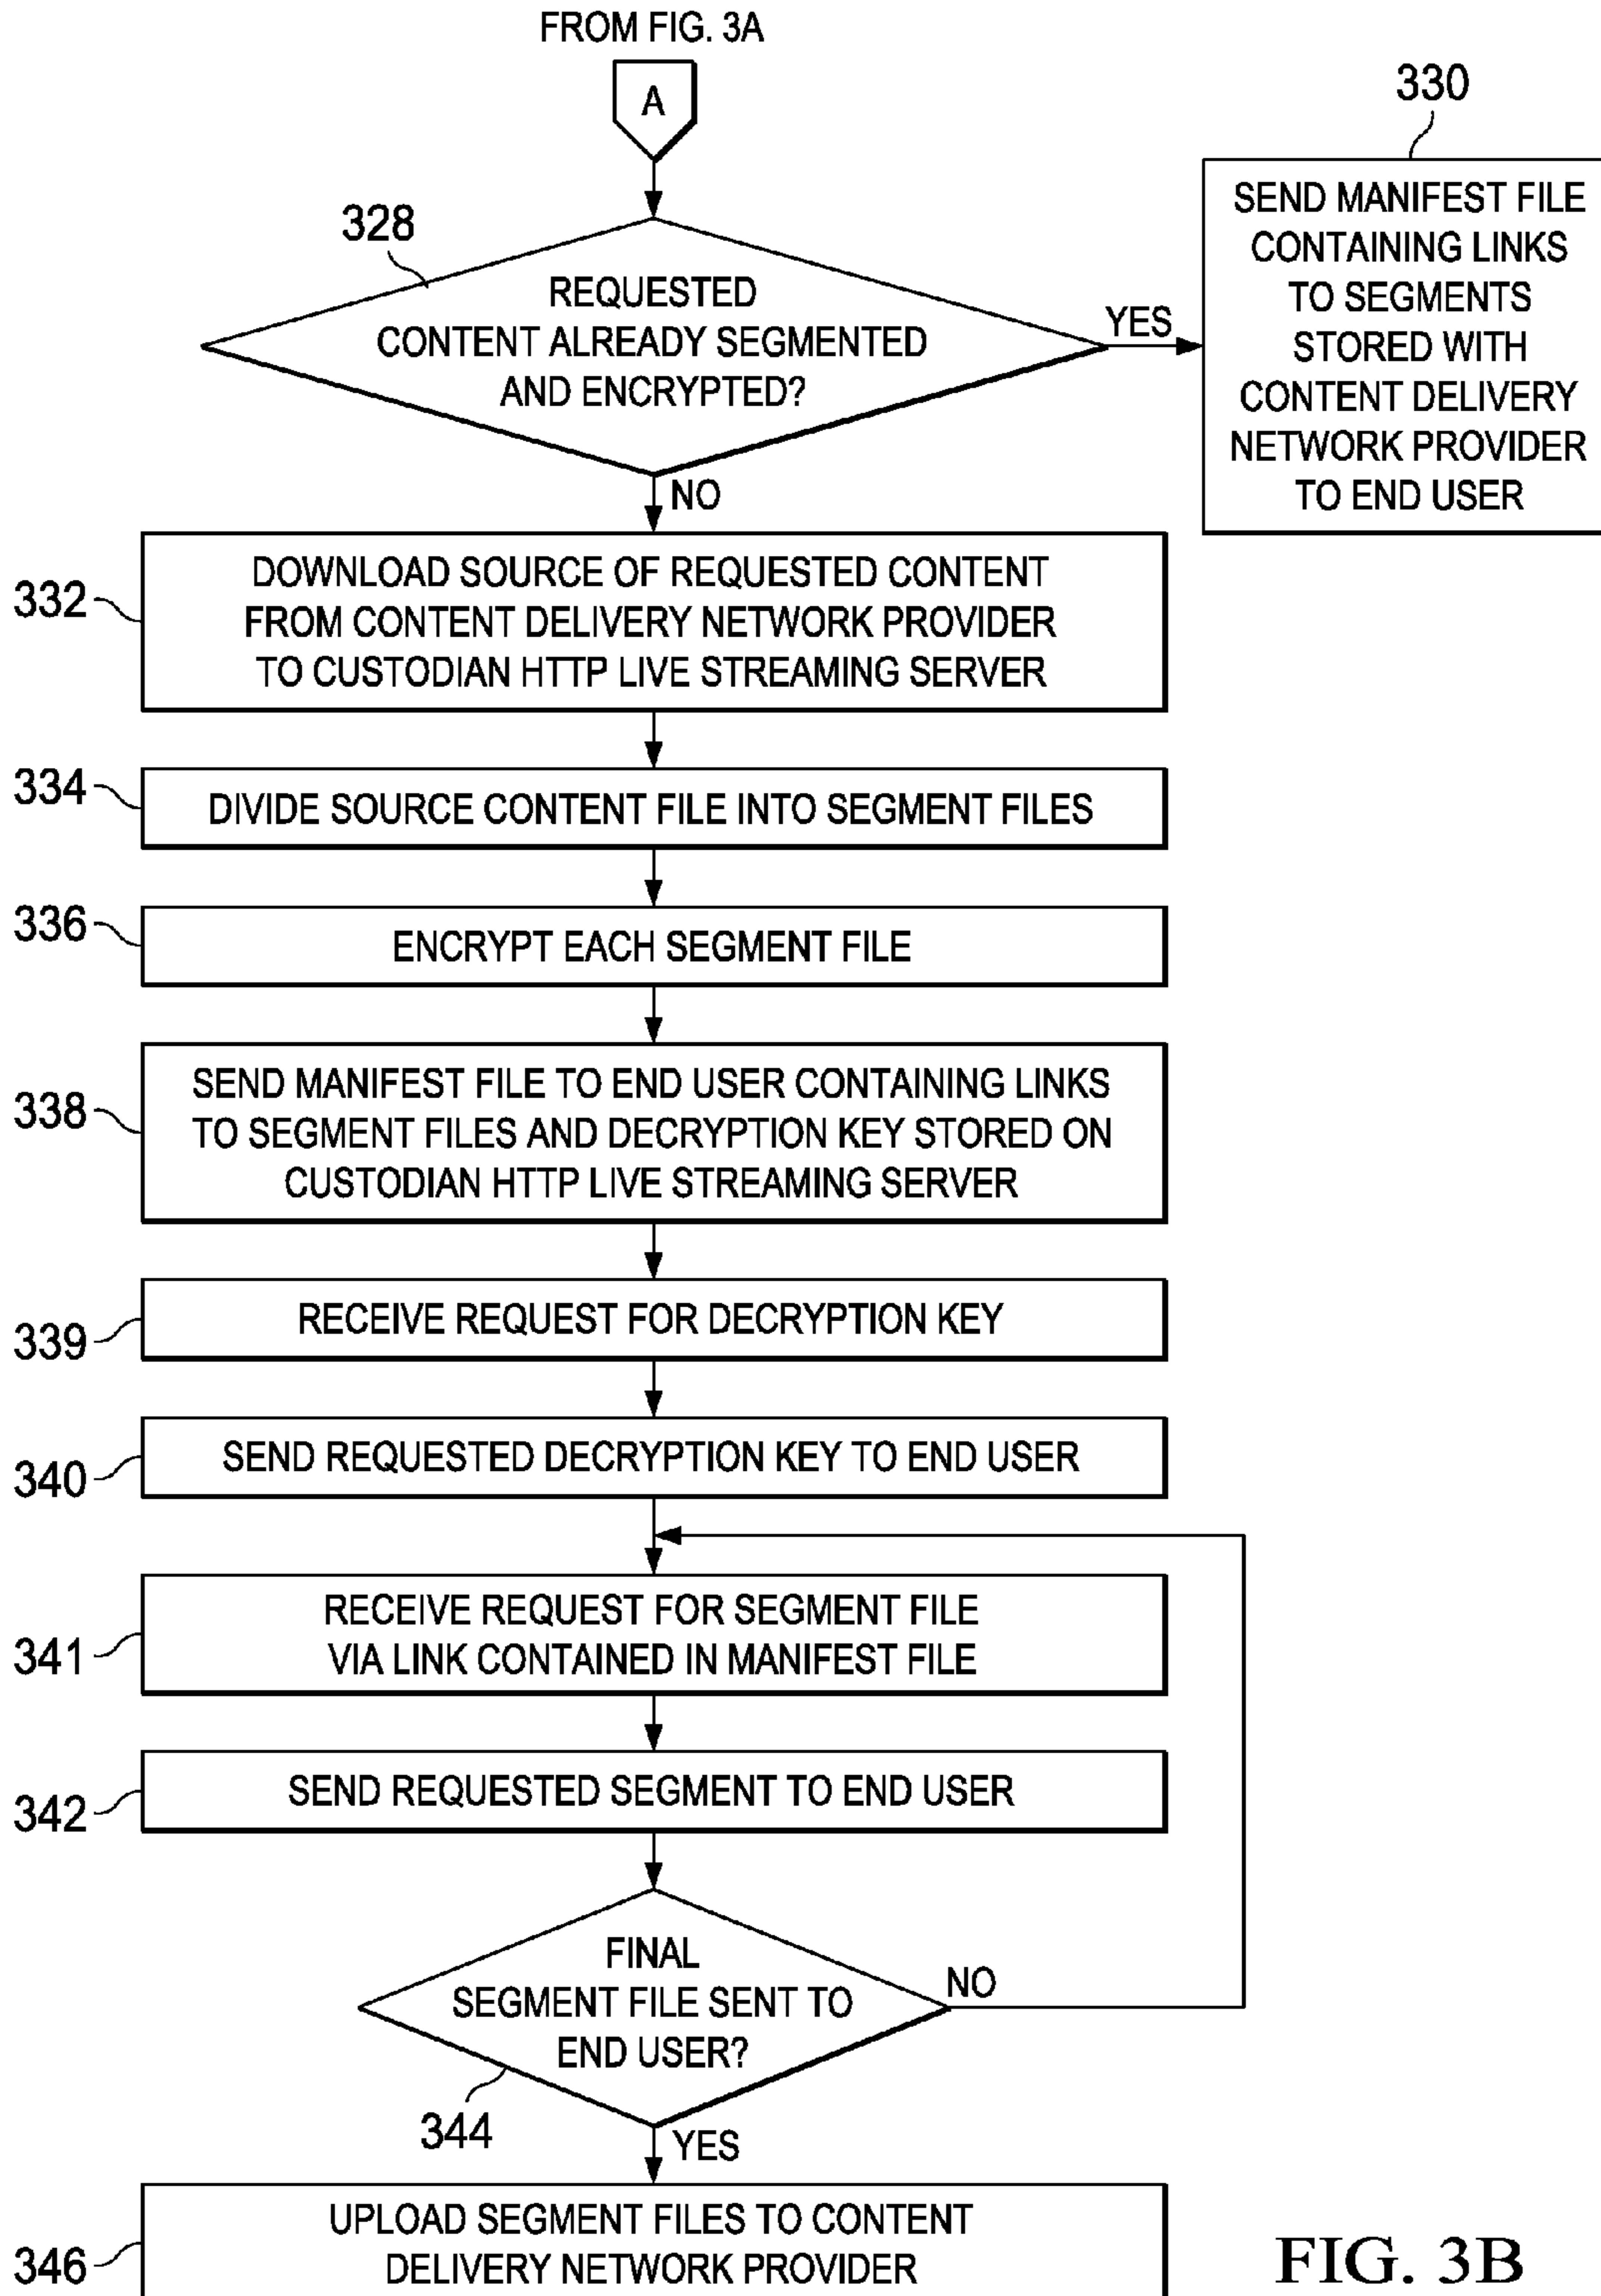 FROM FIG. 3A
A
328
REQUESTED
CONTENT ALREADY SEGMENTED
AND ENCRYPTED?
YES
330
SEND MANIFEST FILE
CONTAINING LINKS
TO SEGMENTS
STORED WITH
CONTENT DELIVERY
NETWORK PROVIDER
TO END USER
NO
332
DOWNLOAD SOURCE OF REQUESTED CONTENT
FROM CONTENT DELIVERY NETWORK PROVIDER
TO CUSTODIAN HTTP LIVE STREAMING SERVER
334
DIVIDE SOURCE CONTENT FILE INTO SEGMENT FILES
336
ENCRYPT EACH SEGMENT FILE
338
SEND MANIFEST FILE TO END USER CONTAINING LINKS
TO SEGMENT FILES AND DECRYPTION KEY STORED ON
CUSTODIAN HTTP LIVE STREAMING SERVER
339
RECEIVE REQUEST FOR DECRYPTION KEY
340
SEND REQUESTED DECRYPTION KEY TO END USER
341
RECEIVE REQUEST FOR SEGMENT FILE
VIA LINK CONTAINED IN MANIFEST FILE
342
SEND REQUESTED SEGMENT TO END USER
FINAL
SEGMENT FILE SENT TO
END USER?
NO
344
YES
346
UPLOAD SEGMENT FILES TO CONTENT
DELIVERY NETWORK PROVIDER
FIG. 3B